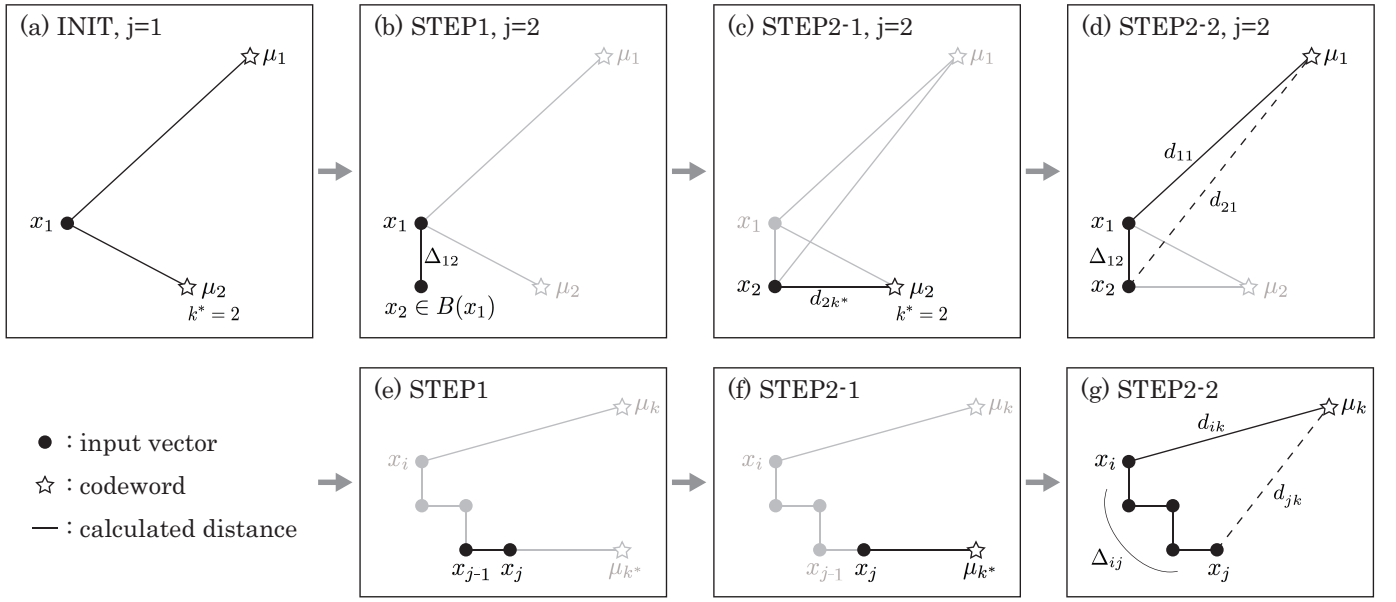 (a) INIT, j=1
μ₁
x₁
μ₂
k* = 2
(b) STEP1, j=2
μ₁
x₁
Δ₁₂
μ₂
x₂ ∈ B(x₁)
(c) STEP2-1, j=2
μ₁
x₁
x₂
d₂ₖ*
μ₂
k* = 2
(d) STEP2-2, j=2
μ₁
d₁₁
d₂₁
x₁
Δ₁₂
x₂
μ₂
● : input vector
☆ : codeword
— : calculated distance
(e) STEP1
μₖ
xᵢ
xⱼ₋₁ xⱼ
μₖ*
(f) STEP2-1
μₖ
xᵢ
xⱼ₋₁ xⱼ
μₖ*
(g) STEP2-2
μₖ
dᵢₖ
xᵢ
dⱼₖ
Δᵢⱼ
xⱼ